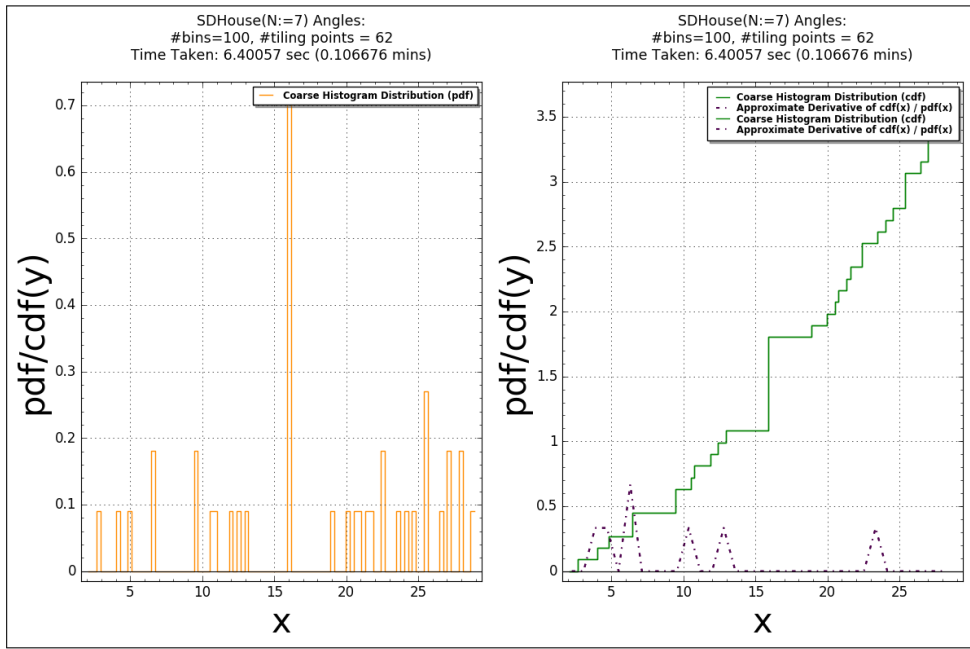 SDHouse(N:=7) Angles:
#bins=100, #tiling points = 62
Time Taken: 6.40057 sec (0.106676 mins)
Coarse Histogram Distribution (pdf)
0.7
0.6
0.5
0.4
0.3
0.2
0.1
0
pdf/cdf(y)
5
10
15
20
25
x
SDHouse(N:=7) Angles:
#bins=100, #tiling points = 62
Time Taken: 6.40057 sec (0.106676 mins)
Coarse Histogram Distribution (cdf)
Approximate Derivative of cdf(x) / pdf(x)
Coarse Histogram Distribution (cdf)
Approximate Derivative of cdf(x) / pdf(x)
3.5
3
2.5
2
1.5
1
0.5
0
pdf/cdf(y)
5
10
15
20
25
x